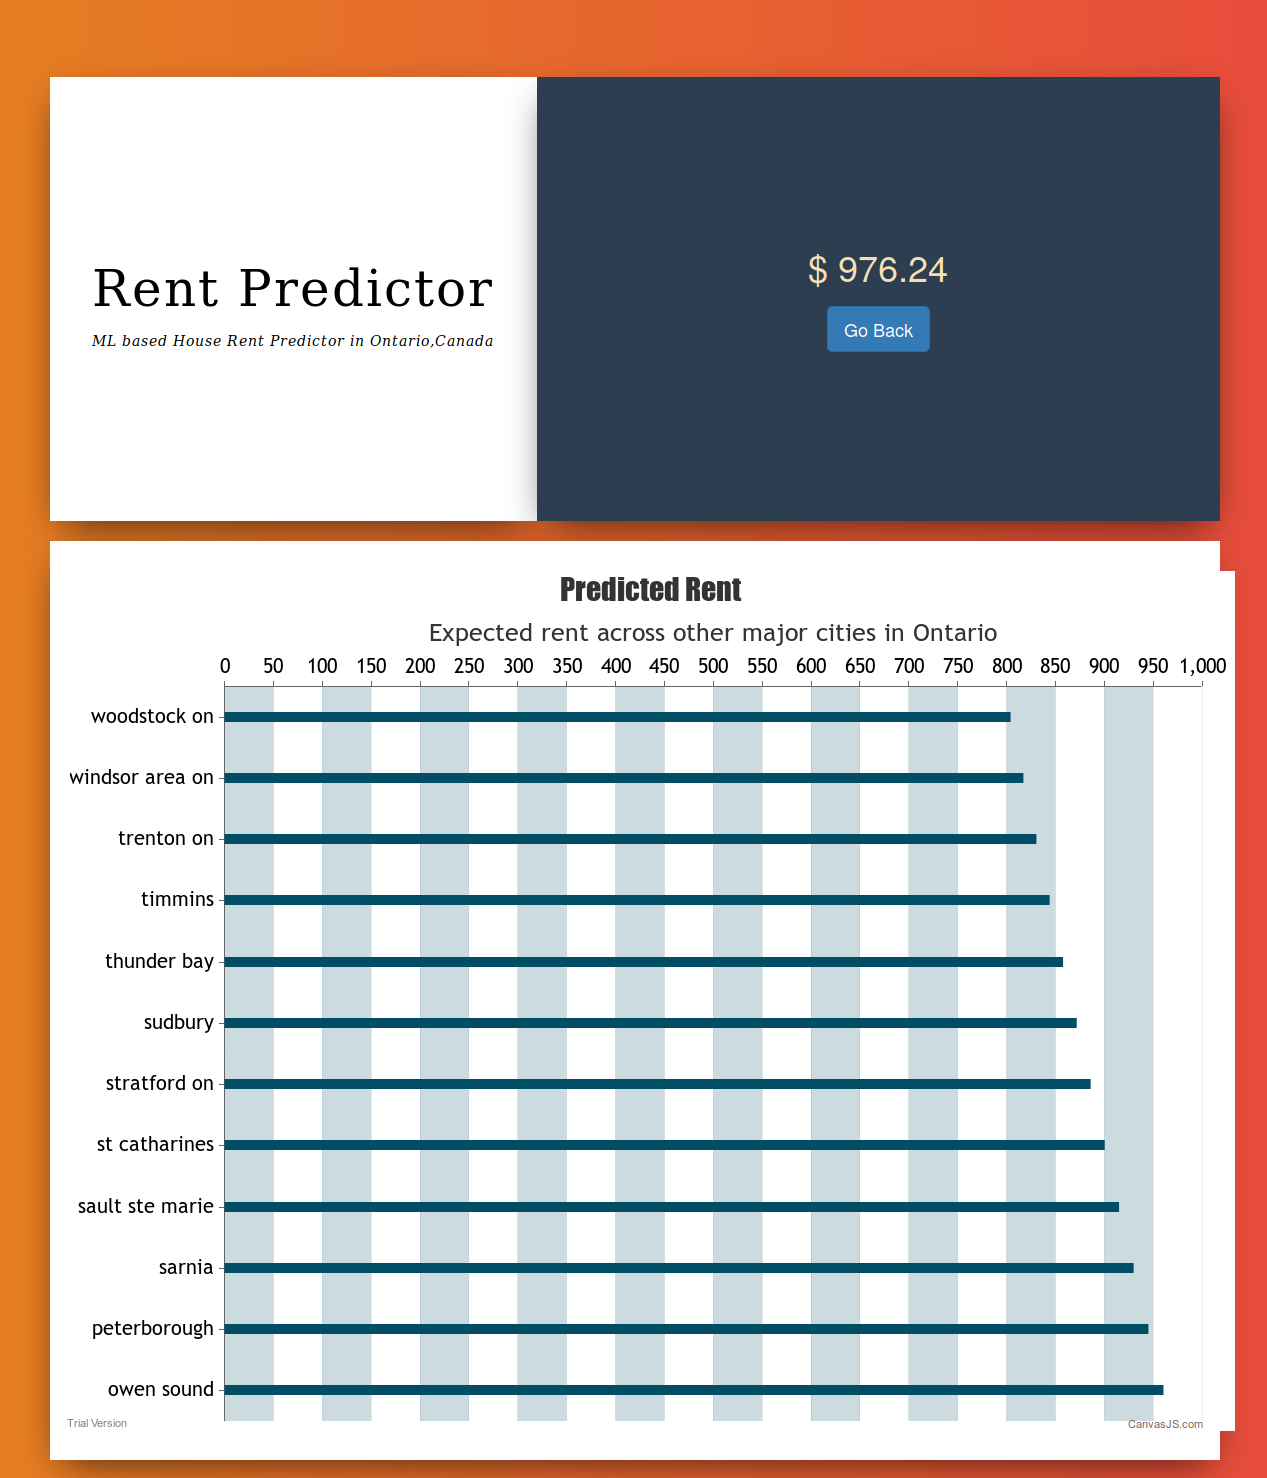 Rent Predictor
ML based House Rent Predictor in Ontario,Canada
$ 976.24
Go Back
Predicted Rent
Expected rent across other major cities in Ontario
0 50 100 150 200 250 300 350 400 450 500 550 600 650 700 750 800 850 900 950 1,000
woodstock on
windsor area on
trenton on
timmins
thunder bay
sudbury
stratford on
st catharines
sault ste marie
sarnia
peterborough
owen sound
Trial Version
CanvasJS.com